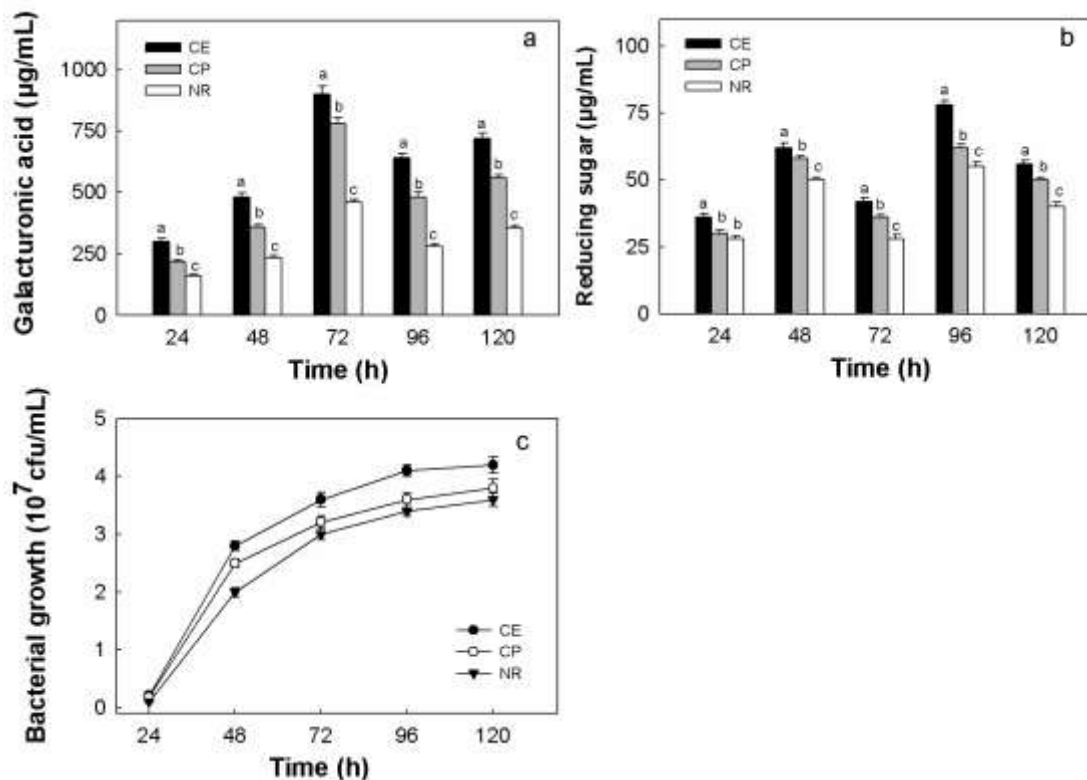 a
CE
CP
NR
Galacturonic acid (µg/mL)
1000
750
500
250
0
a
b
c
a
b
c
a
b
c
a
b
c
a
b
c
24 48 72 96 120
Time (h)
b
CE
CP
NR
Reducing sugar (µg/mL)
100
75
50
25
0
a
b
b
a
b
c
a
b
c
a
b
c
a
b
c
24 48 72 96 120
Time (h)
c
Bacterial growth (10⁷ cfu/mL)
5
4
3
2
1
0
CE
CP
NR
24 48 72 96 120
Time (h)